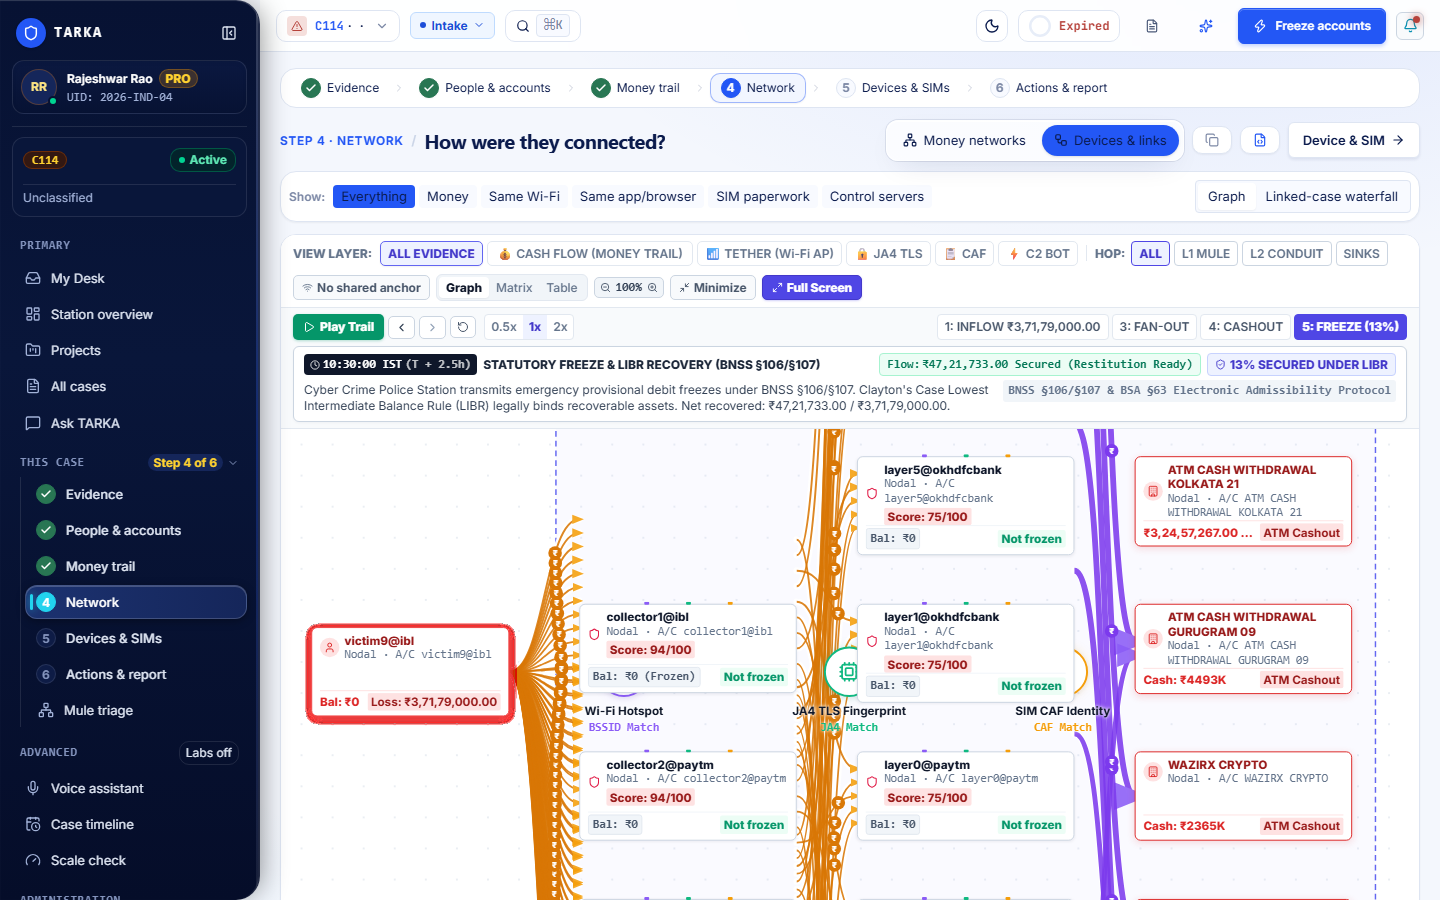 TARKA
RR
Rajeshwar Rao PRO
UID: 2026-IND-04
C114
Active
Unclassified
PRIMARY
My Desk
Station overview
Projects
All cases
Ask TARKA
THIS CASE
Step 4 of 6
Evidence
People & accounts
Money trail
4 Network
5 Devices & SIMs
6 Actions & report
Mule triage
ADVANCED
Labs off
Voice assistant
Case timeline
Scale check
ADMINISTRATION
C114 · ·
Intake
⌘K
Expired
Freeze accounts
Evidence
People & accounts
Money trail
4 Network
5 Devices & SIMs
6 Actions & report
STEP 4 · NETWORK / How were they connected?
Money networks
Devices & links
Device & SIM →
Show: Everything Money Same Wi-Fi Same app/browser SIM paperwork Control servers
Graph Linked-case waterfall
VIEW LAYER: ALL EVIDENCE CASH FLOW (MONEY TRAIL) TETHER (Wi-Fi AP) JA4 TLS CAF C2 BOT HOP: ALL L1 MULE L2 CONDUIT SINKS
No shared anchor Graph Matrix Table 100% Minimize Full Screen
Play Trail 0.5x 1x 2x
1: INFLOW ₹3,71,79,000.00 3: FAN-OUT 4: CASHOUT 5: FREEZE (13%)
10:30:00 IST (T + 2.5h) STATUTORY FREEZE & LIBR RECOVERY (BNSS §106/§107)
Flow: ₹47,21,733.00 Secured (Restitution Ready) 13% SECURED UNDER LIBR
Cyber Crime Police Station transmits emergency provisional debit freezes under BNSS §106/§107. Clayton's Case Lowest
Intermediate Balance Rule (LIBR) legally binds recoverable assets. Net recovered: ₹47,21,733.00 / ₹3,71,79,000.00.
BNSS §106/§107 & BSA §63 Electronic Admissibility Protocol
victim9@ibl
Nodal · A/C victim9@ibl
Bal: ₹0 Loss: ₹3,71,79,000.00
collector1@ibl
Nodal · A/C collector1@ibl
Score: 94/100
Bal: ₹0 (Frozen) Not frozen
Wi-Fi Hotspot
BSSID Match
collector2@paytm
Nodal · A/C collector2@paytm
Score: 94/100
Bal: ₹0 Not frozen
layer5@okhdfcbank
Nodal · A/C
layer5@okhdfcbank
Score: 75/100
Bal: ₹0 Not frozen
layer1@okhdfcbank
Nodal · A/C
layer1@okhdfcbank
Score: 75/100
Bal: ₹0 Not frozen
JA4 TLS Fingerprint
JA4 Match
SIM CAF Identity
CAF Match
layer0@paytm
Nodal · A/C layer0@paytm
Score: 75/100
Bal: ₹0 Not frozen
ATM CASH WITHDRAWAL
KOLKATA 21
Nodal · A/C ATM CASH
WITHDRAWAL KOLKATA 21
₹3,24,57,267.00 ... ATM Cashout
ATM CASH WITHDRAWAL
GURUGRAM 09
Nodal · A/C ATM CASH
WITHDRAWAL GURUGRAM 09
Cash: ₹4493K ATM Cashout
WAZIRX CRYPTO
Nodal · A/C WAZIRX CRYPTO
Cash: ₹2365K ATM Cashout